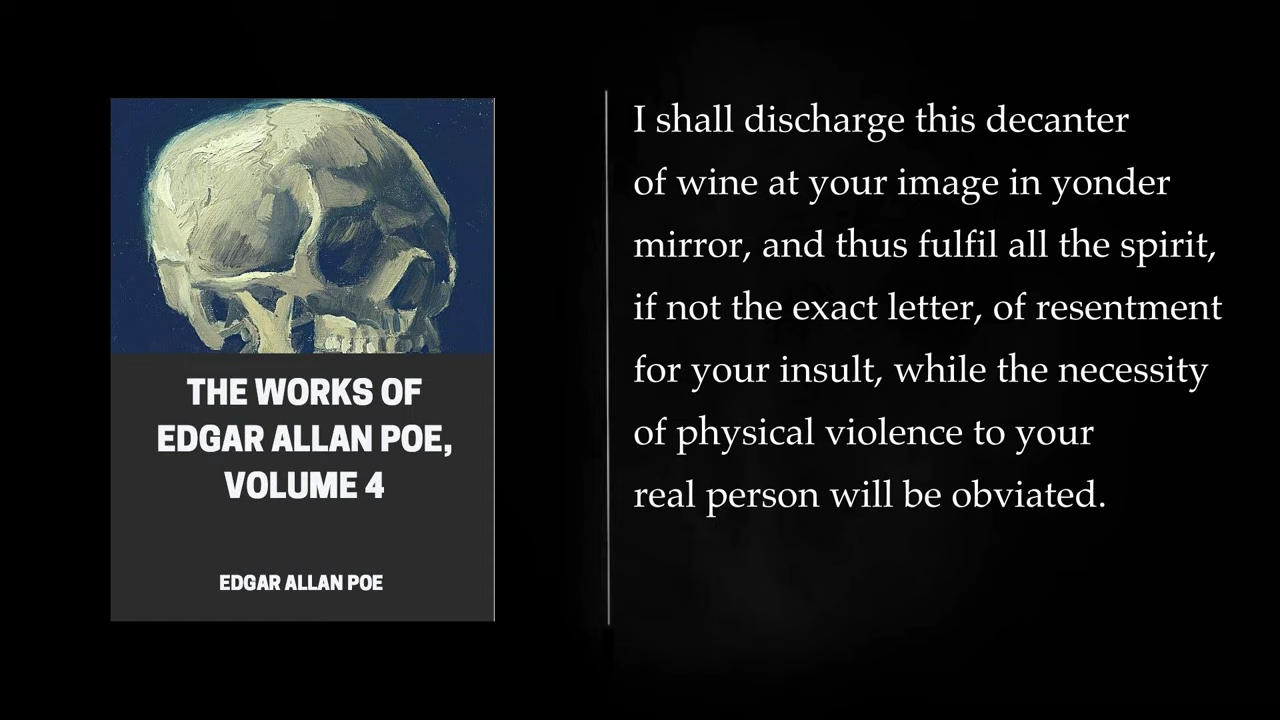 THE WORKS OF
EDGAR ALLAN POE,
VOLUME 4
EDGAR ALLAN POE
I shall discharge this decanter
of wine at your image in yonder
mirror, and thus fulfil all the spirit,
if not the exact letter, of resentment
for your insult, while the necessity
of physical violence to your
real person will be obviated.